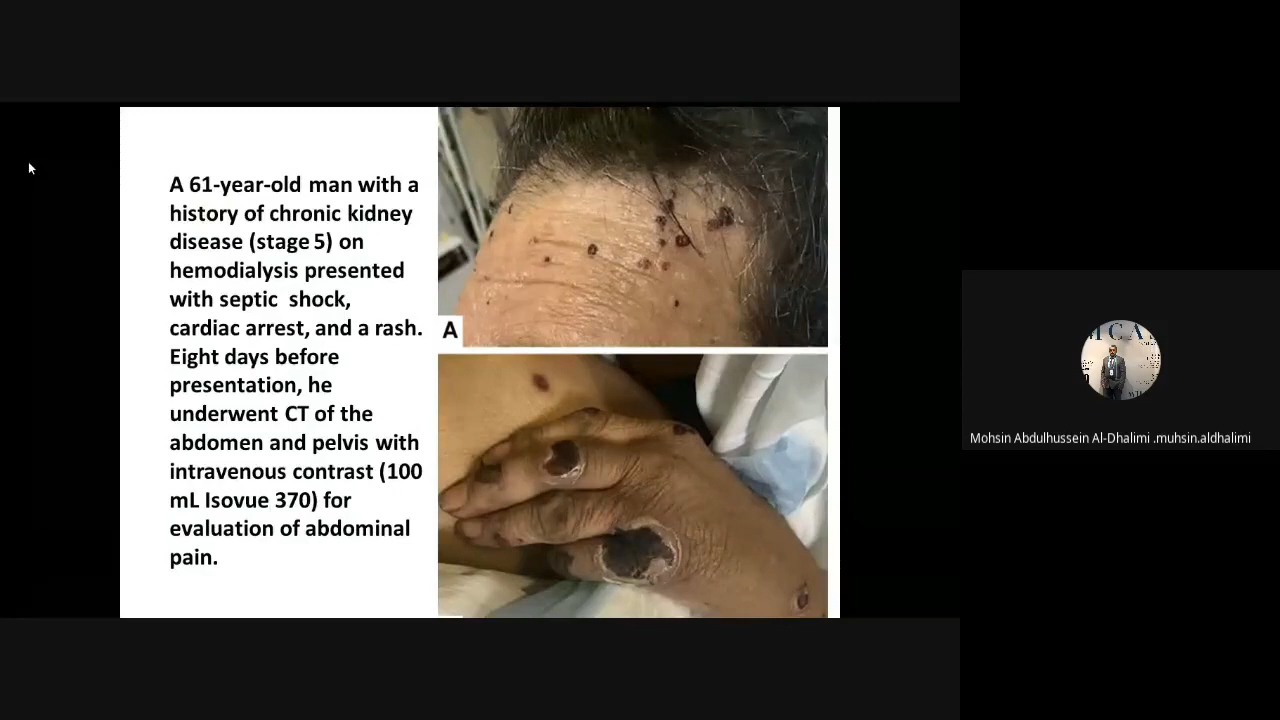 A 61-year-old man with a
history of chronic kidney
disease (stage 5) on
hemodialysis presented
with septic shock,
cardiac arrest, and a rash.
Eight days before
presentation, he
underwent CT of the
abdomen and pelvis with
intravenous contrast (100
mL Isovue 370) for
evaluation of abdominal
pain.
A
MCA
Mohsin Abdulhussein Al-Dhalimi .muhsin.aldhalimi